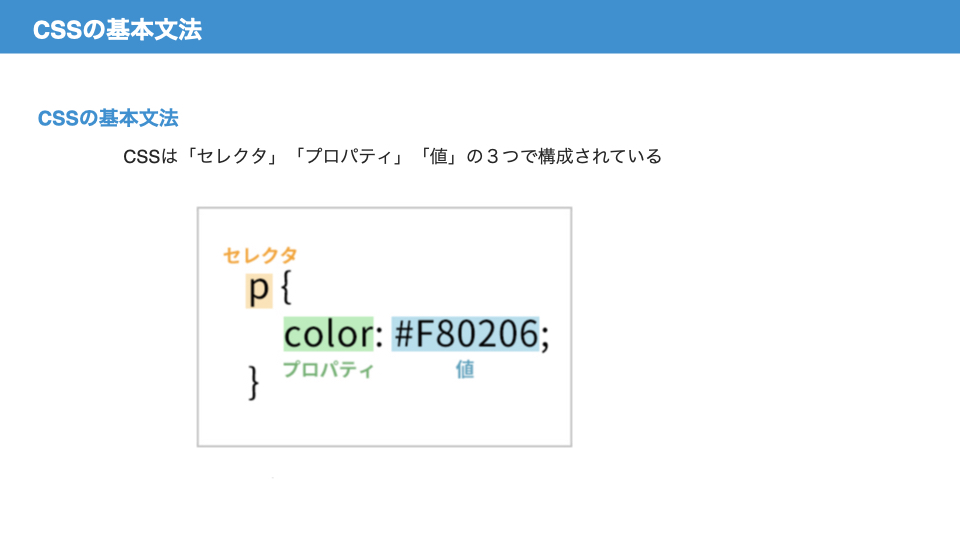 CSSの基本文法
CSSの基本文法
CSSは「セレクタ」「プロパティ」「値」の３つで構成されている
セレクタ
p {
color: #F80206;
プロパティ 値
}